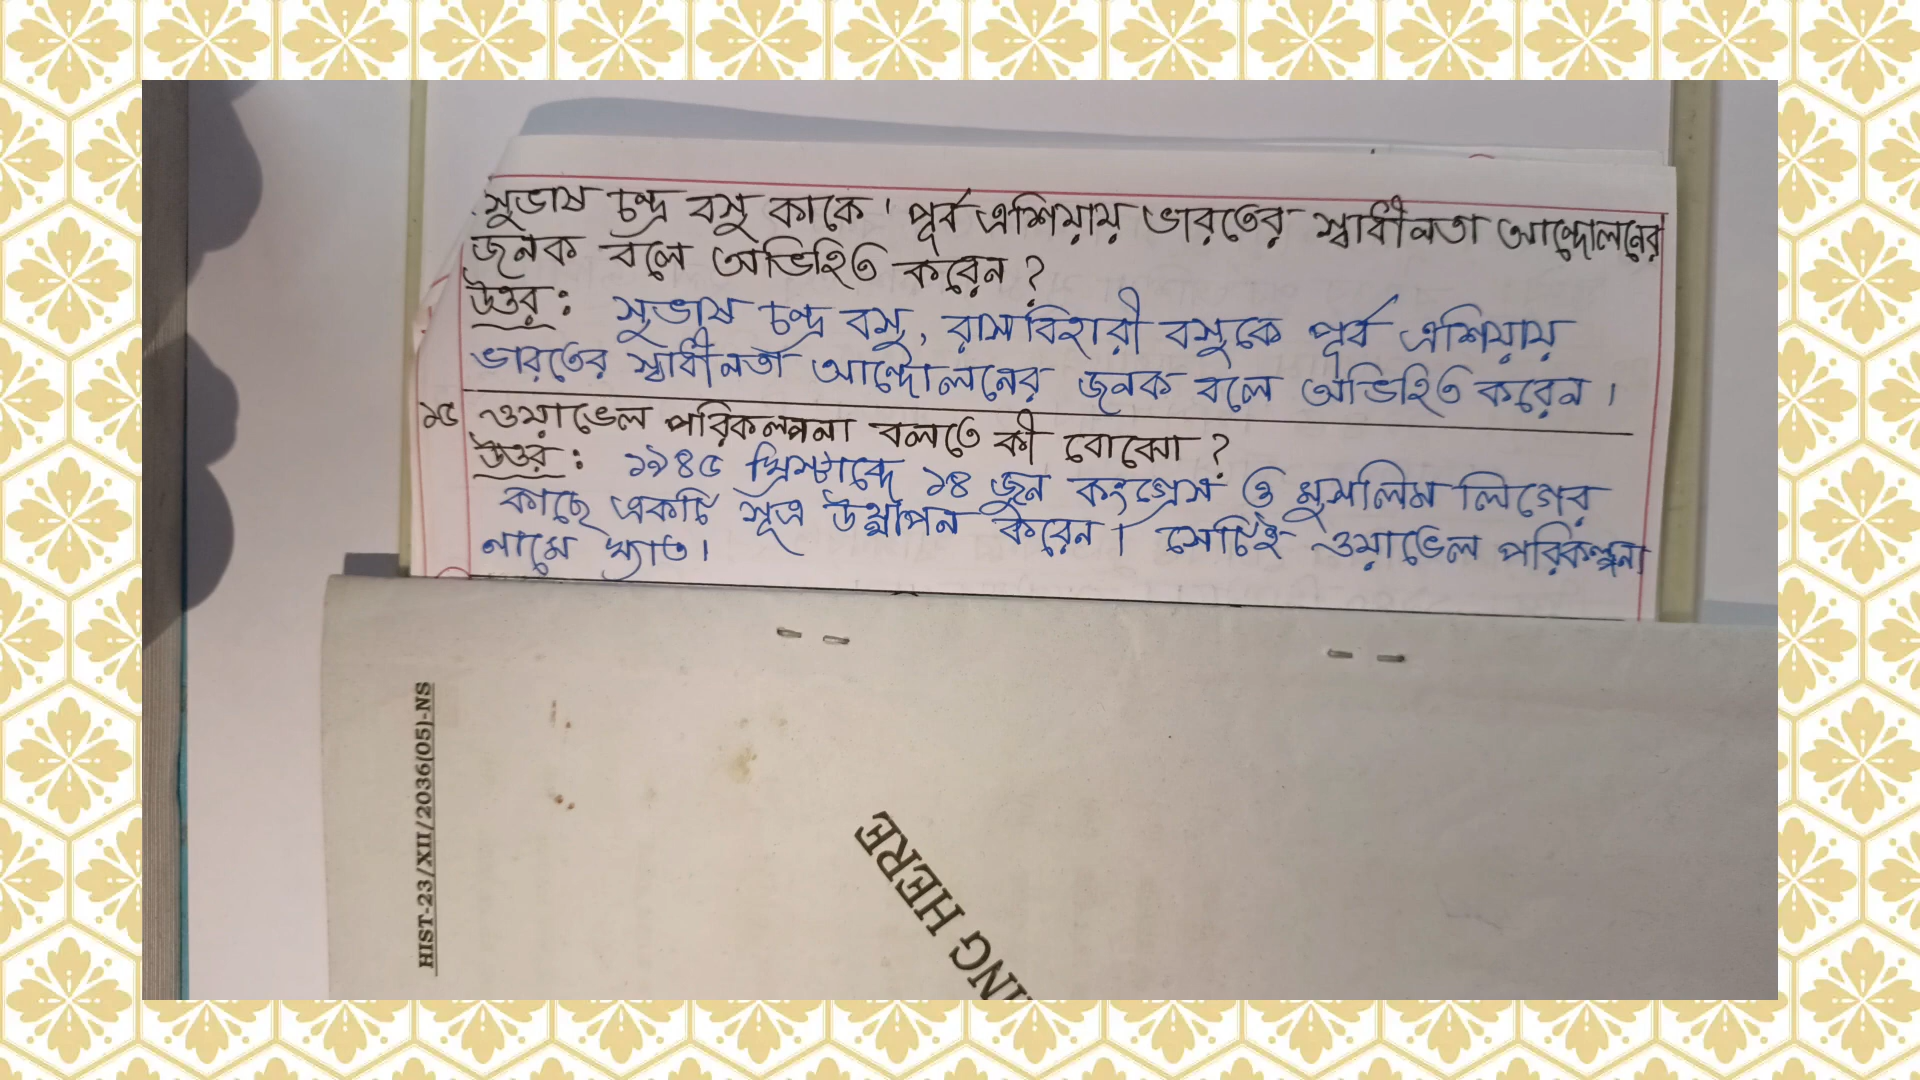 সুভাষ চন্দ্র বসু কাকে 'পূর্ব এশিয়ায় ভারতের স্বাধীনতা আন্দোলনের
জনক বলে অভিহিত করেন ?
উত্তর : সুভাষ চন্দ্র বসু, রাসবিহারী বসুকে পূর্ব এশিয়ায়
ভারতের স্বাধীনতা আন্দোলনের জনক বলে অভিহিত করেন ।
১৫ ওয়াভেল পরিকল্পনা বলতে কী বোঝো ?
উত্তর : ১৯৪৫ খ্রিস্টাব্দে ১৪ জুন কংগ্রেস ও মুসলিম লিগের
কাছে একটি সূত্র উত্থাপন করেন । সেটিই ওয়াভেল পরিকল্পনা
নামে খ্যাত ।
HIST-23/XII/2036(05)-NS
ING HERE